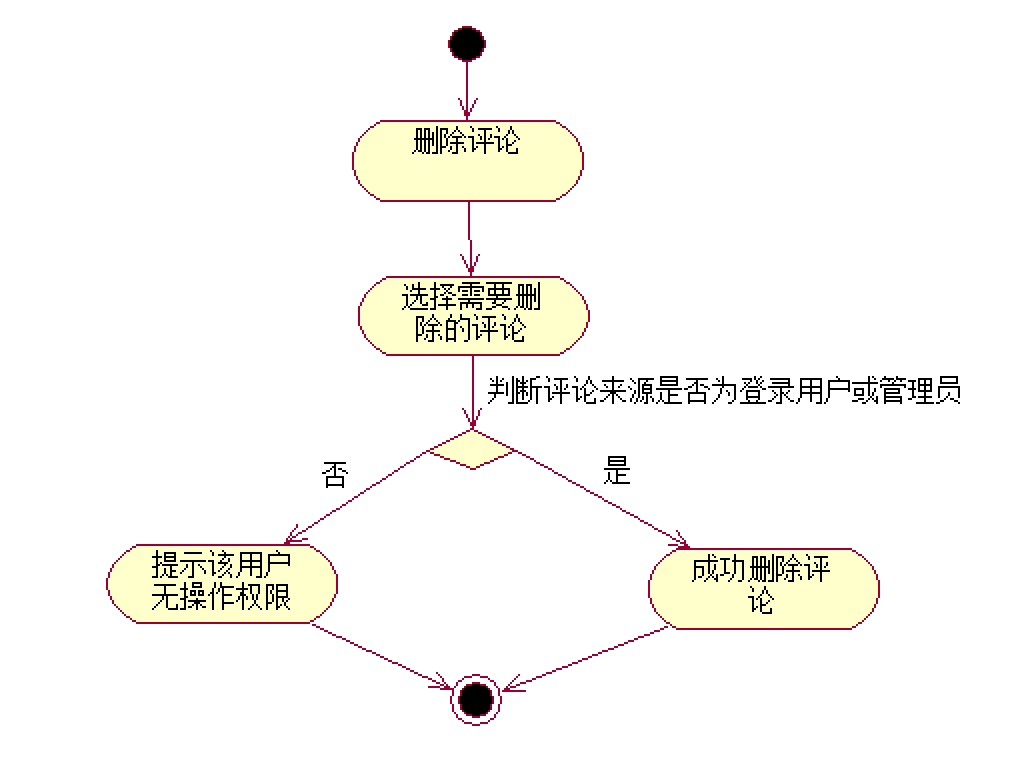 删除评论
选择需要删
除的评论
判断评论来源是否为登录用户或管理员
否
是
提示该用户
无操作权限
成功删除评
论